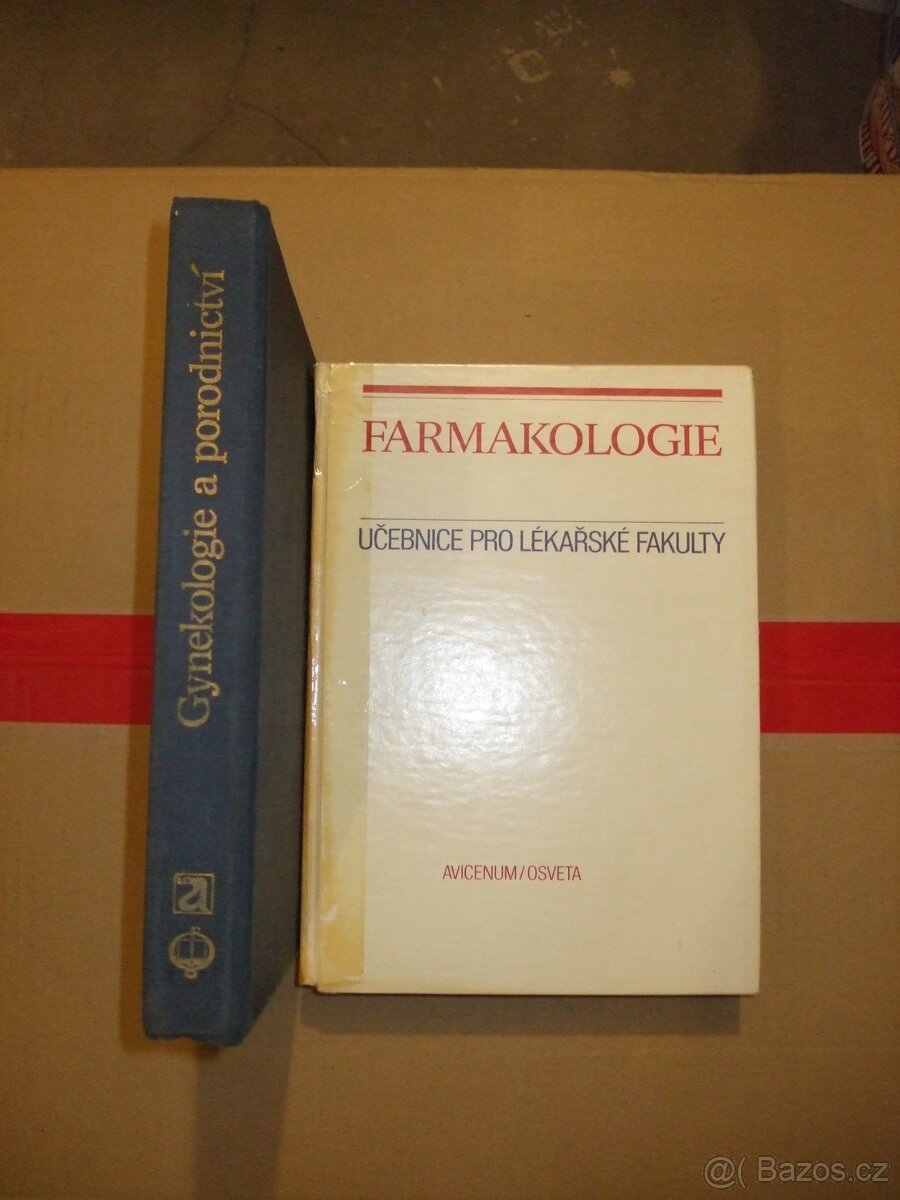 Gynekologie a porodnictví
FARMAKOLOGIE
UČEBNICE PRO LÉKAŘSKÉ FAKULTY
AVICENUM/OSVETA
@( Bazos.cz